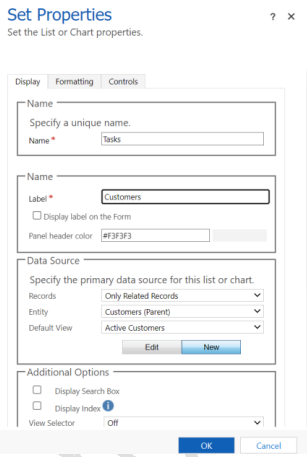 Set Properties
? ×
Set the List or Chart properties.
Display Formatting Controls
Name
Specify a unique name.
Name * Tasks
Name
Label * Customers
Display label on the Form
Panel header color #F3F3F3
Data Source
Specify the primary data source for this list or chart.
Records Only Related Records
Entity Customers (Parent)
Default View Active Customers
Edit New
Additional Options
Display Search Box
Display Index i
View Selector Off
OK Cancel